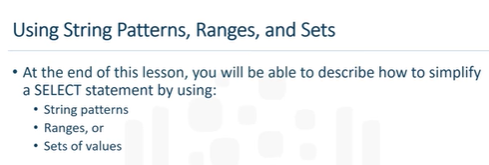 Using String Patterns, Ranges, and Sets
• At the end of this lesson, you will be able to describe how to simplify
a SELECT statement by using:
• String patterns
• Ranges, or
• Sets of values